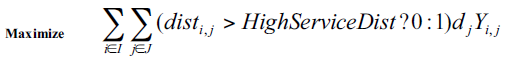 Maximize ∑_{i∈I} ∑_{j∈J} (dist_{i,j} > HighServiceDist ? 0 : 1) d_j Y_{i,j}